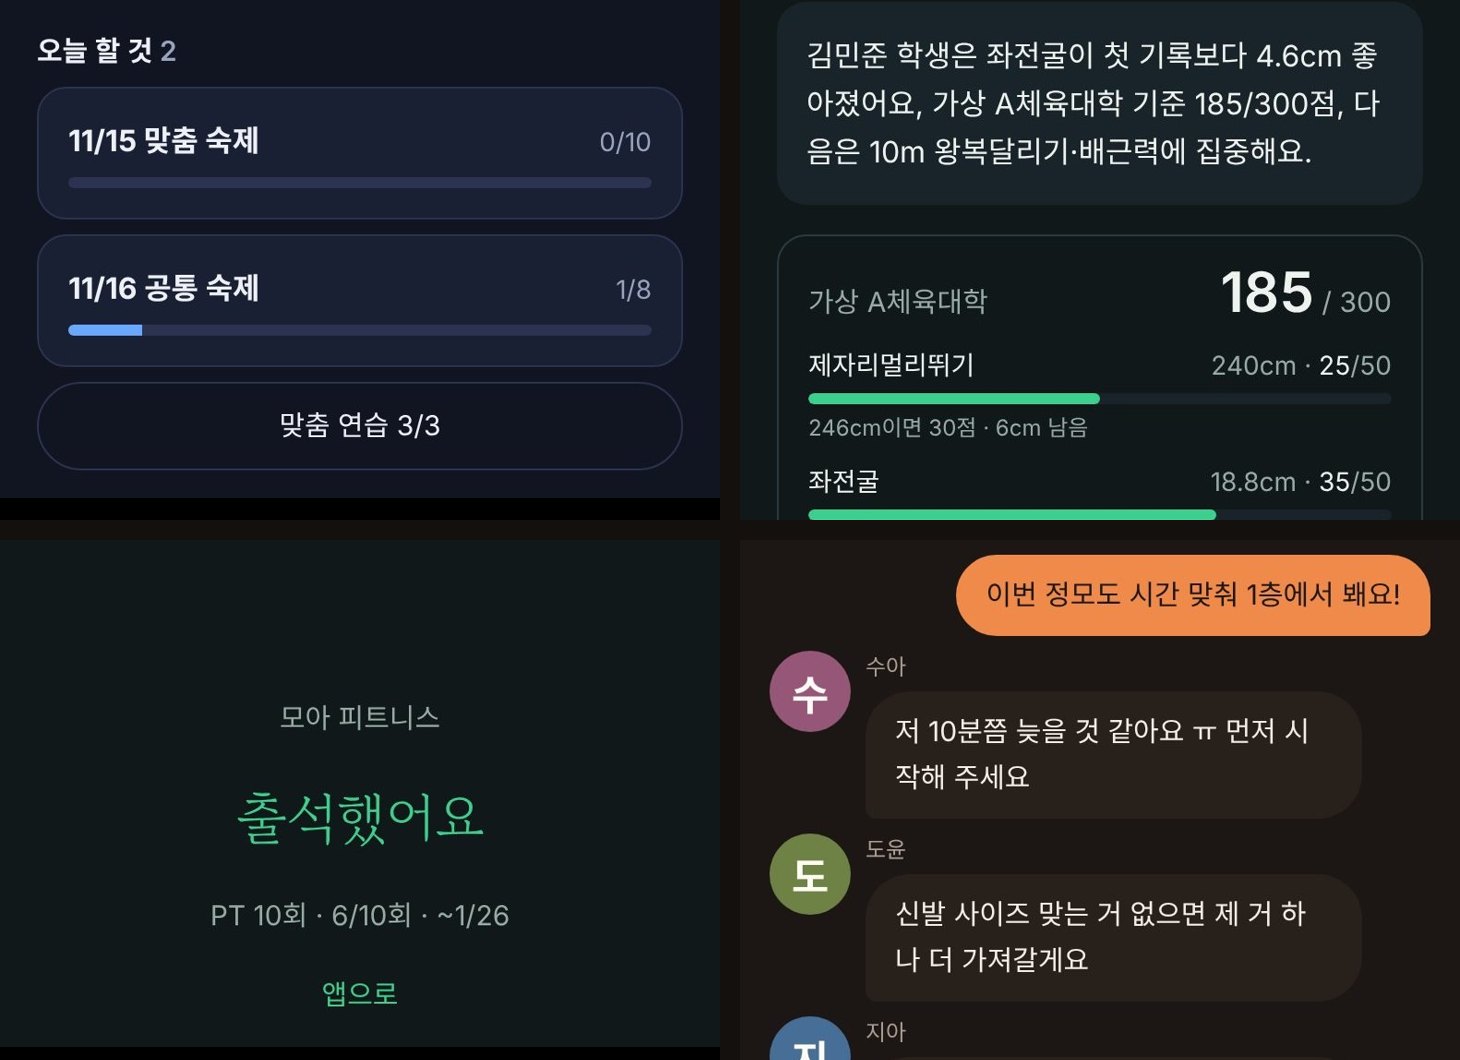 오늘 할 것 2
11/15 맞춤 숙제 0/10
11/16 공통 숙제 1/8
맞춤 연습 3/3
김민준 학생은 좌전굴이 첫 기록보다 4.6cm 좋
아졌어요, 가상 A체육대학 기준 185/300점, 다
음은 10m 왕복달리기·배근력에 집중해요.
가상 A체육대학 185 / 300
제자리멀리뛰기 240cm · 25/50
246cm이면 30점 · 6cm 남음
좌전굴 18.8cm · 35/50
모아 피트니스
출석했어요
PT 10회 · 6/10회 · ~1/26
앱으로
이번 정모도 시간 맞춰 1층에서 봬요!
수
수아
저 10분쯤 늦을 것 같아요 ㅠ 먼저 시
작해 주세요
도
도윤
신발 사이즈 맞는 거 없으면 제 거 하
나 더 가져갈게요
지아